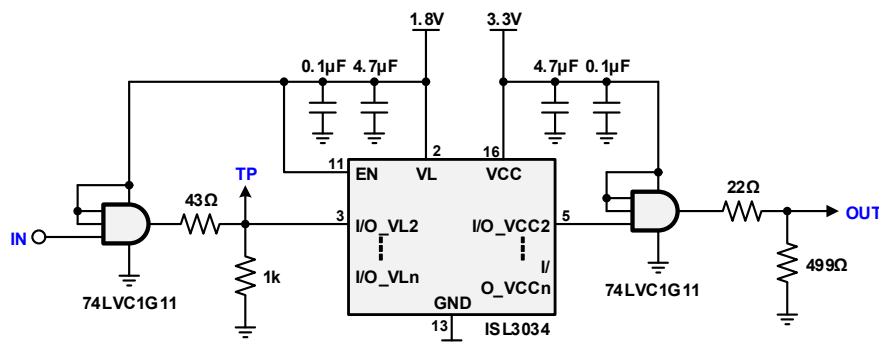 1.8V
3.3V
0.1µF
4.7µF
4.7µF
0.1µF
2
16
11
EN
VL
VCC
TP
43Ω
22Ω
3
I/O_VL2
I/O_VCC2
5
IN
OUT
I/O_VLn
I/
O_VCCn
1k
499Ω
74LVC1G11
GND
74LVC1G11
13
ISL3034